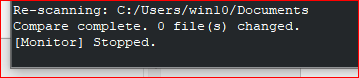 Re-scanning: C:/Users/win10/Documents
Compare complete. 0 file(s) changed.
[Monitor] Stopped.